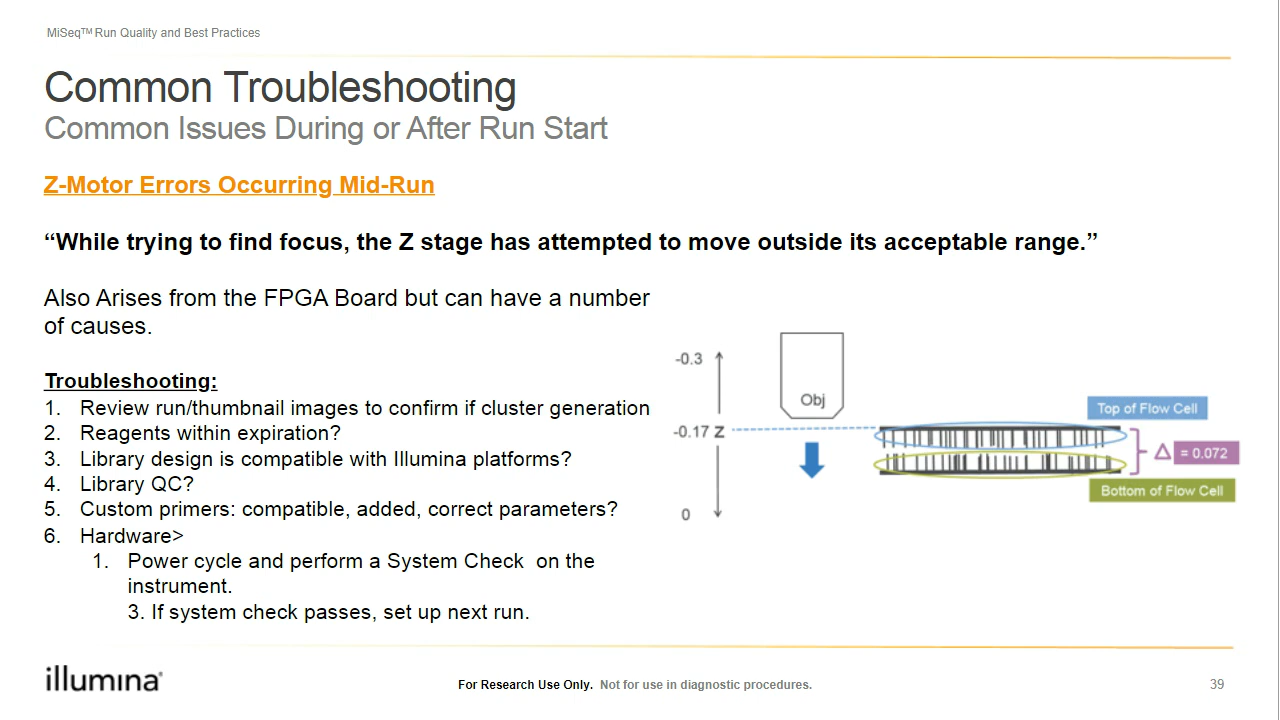 MiSeq™ Run Quality and Best Practices
Common Troubleshooting
Common Issues During or After Run Start
Z-Motor Errors Occurring Mid-Run
“While trying to find focus, the Z stage has attempted to move outside its acceptable range.”
Also Arises from the FPGA Board but can have a number
of causes.
Troubleshooting:
1. Review run/thumbnail images to confirm if cluster generation
2. Reagents within expiration?
3. Library design is compatible with Illumina platforms?
4. Library QC?
5. Custom primers: compatible, added, correct parameters?
6. Hardware>
1. Power cycle and perform a System Check on the
instrument.
3. If system check passes, set up next run.
-0.3
Obj
Top of Flow Cell
-0.17 Z
Δ = 0.072
Bottom of Flow Cell
0
illumina®
For Research Use Only. Not for use in diagnostic procedures.
39